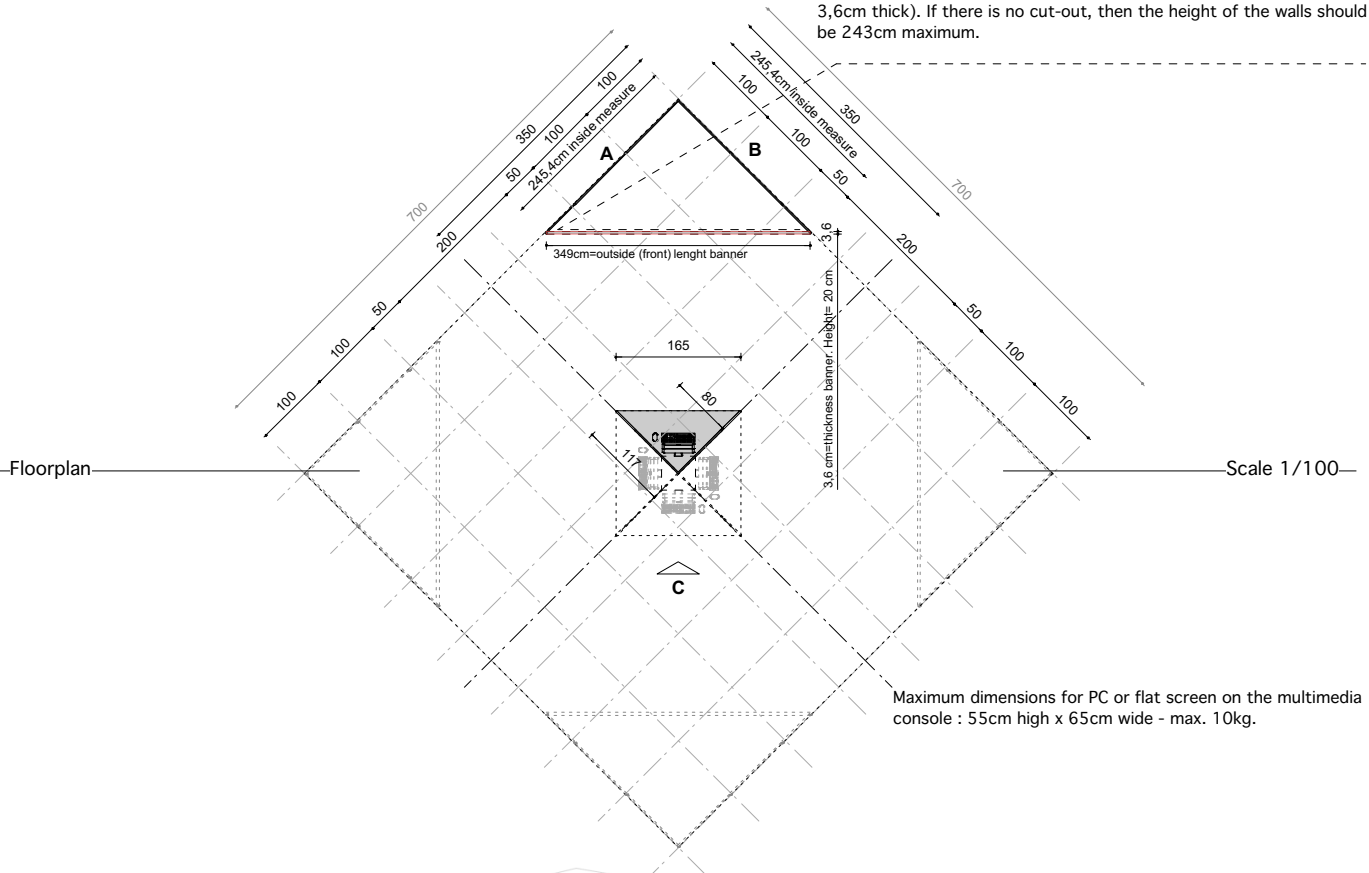 3,6cm thick). If there is no cut-out, then the height of the walls should
be 243cm maximum.
700
350
100
100
50
200
50
100
100
245,4cm inside measure
A
B
100
100
50
200
50
100
100
245,4cm/inside measure
350
700
349cm=outside (front) lenght banner
3,6
3,6 cm=thickness banner. Height= 20 cm
165
80
117
C
Floorplan
Scale 1/100
Maximum dimensions for PC or flat screen on the multimedia
console : 55cm high x 65cm wide - max. 10kg.